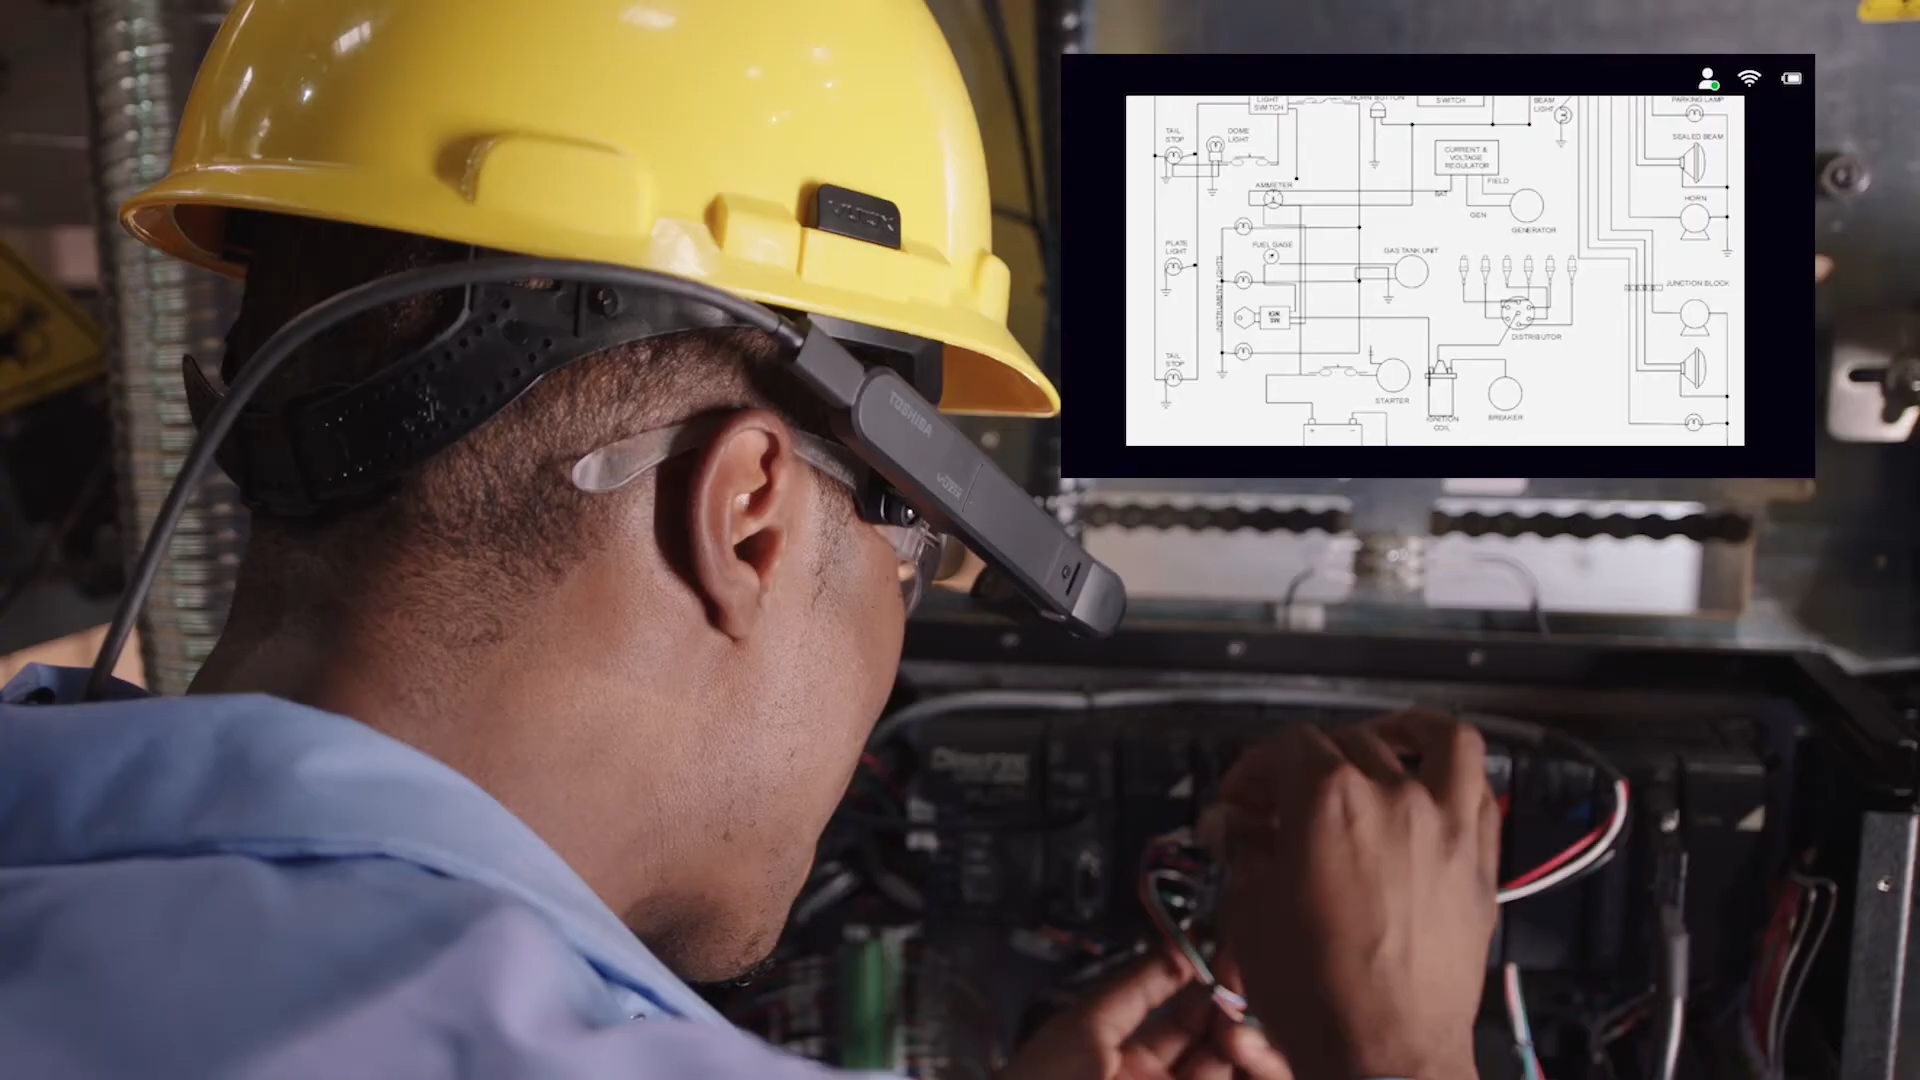 VUZIX
TOSHIBA
VUZIX
LIGHT
SWITCH
HORN BUTTON
SWITCH
BEAM
LIGHT
PARKING LAMP
TAIL
STOP
DOME
LIGHT
CURRENT &
VOLTAGE
REGULATOR
SEALED BEAM
AMMETER
BAT
FIELD
GEN
GENERATOR
HORN
PLATE
LIGHT
FUEL GAGE
GAS TANK UNIT
INSTRUMENT LIGHTS
JUNCTION BLOCK
DISTRIBUTOR
TAIL
STOP
STARTER
IGNITION
COIL
BREAKER